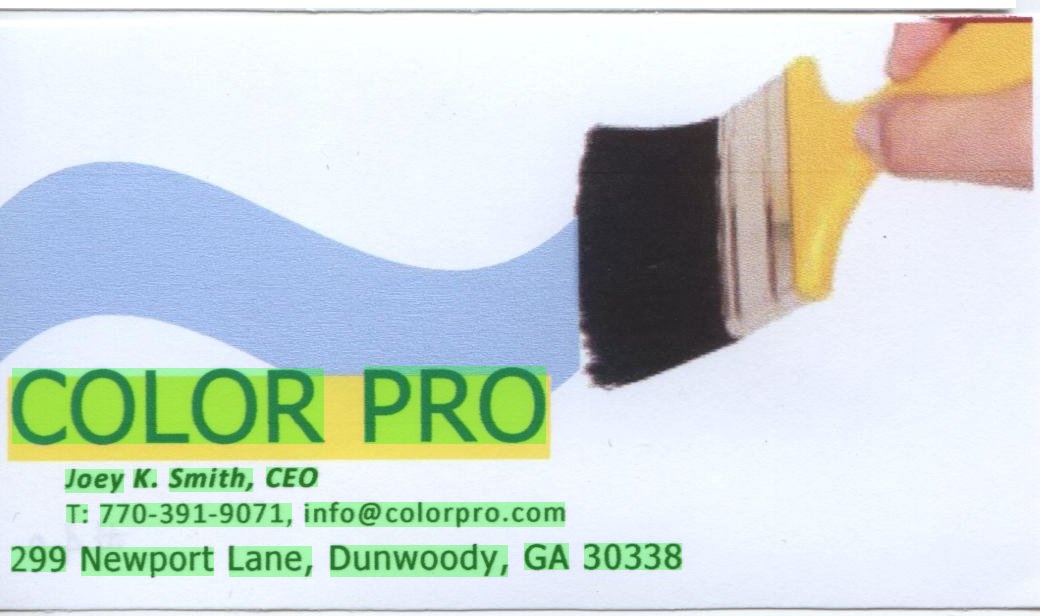 COLOR PRO
Joey K. Smith, CEO
T: 770-391-9071, info@colorpro.com
299 Newport Lane, Dunwoody, GA 30338